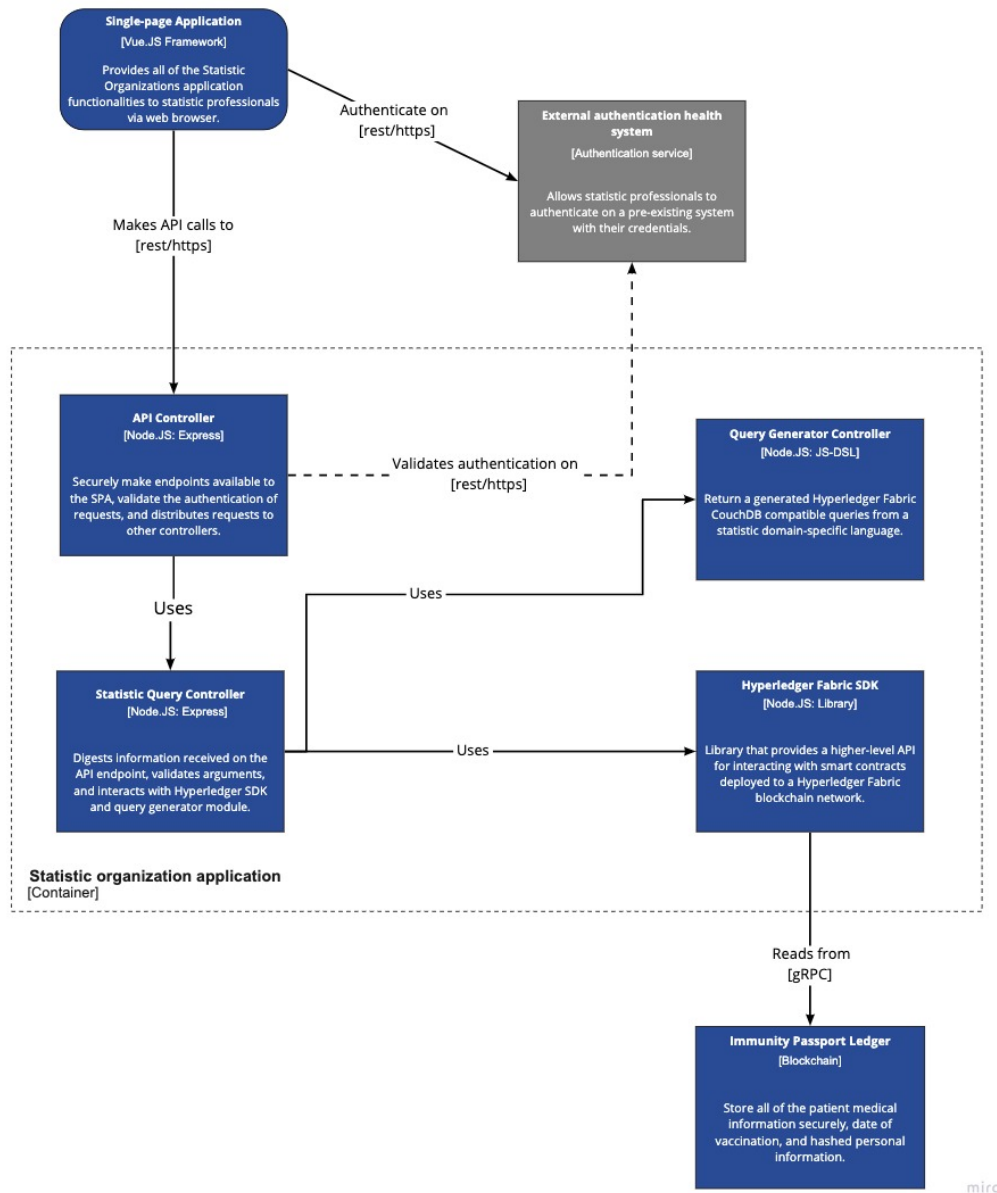 Single-page Application
[Vue.JS Framework]
Provides all of the Statistic
Organizations application
functionalities to statistic professionals
via web browser.
Authenticate on
[rest/https]
External authentication health
system
[Authentication service]
Allows statistic professionals to
authenticate on a pre-existing system
with their credentials.
Makes API calls to
[rest/https]
API Controller
[Node.JS: Express]
Securely make endpoints available to
the SPA, validate the authentication of
requests, and distributes requests to
other controllers.
Validates authentication on
[rest/https]
Query Generator Controller
[Node.JS: JS-DSL]
Return a generated Hyperledger Fabric
CouchDB compatible queries from a
statistic domain-specific language.
Uses
Uses
Statistic Query Controller
[Node.JS: Express]
Digests information received on the
API endpoint, validates arguments,
and interacts with Hyperledger SDK
and query generator module.
Uses
Hyperledger Fabric SDK
[Node.JS: Library]
Library that provides a higher-level API
for interacting with smart contracts
deployed to a Hyperledger Fabric
blockchain network.
Statistic organization application
[Container]
Reads from
[gRPC]
Immunity Passport Ledger
[Blockchain]
Store all of the patient medical
information securely, date of
vaccination, and hashed personal
information.